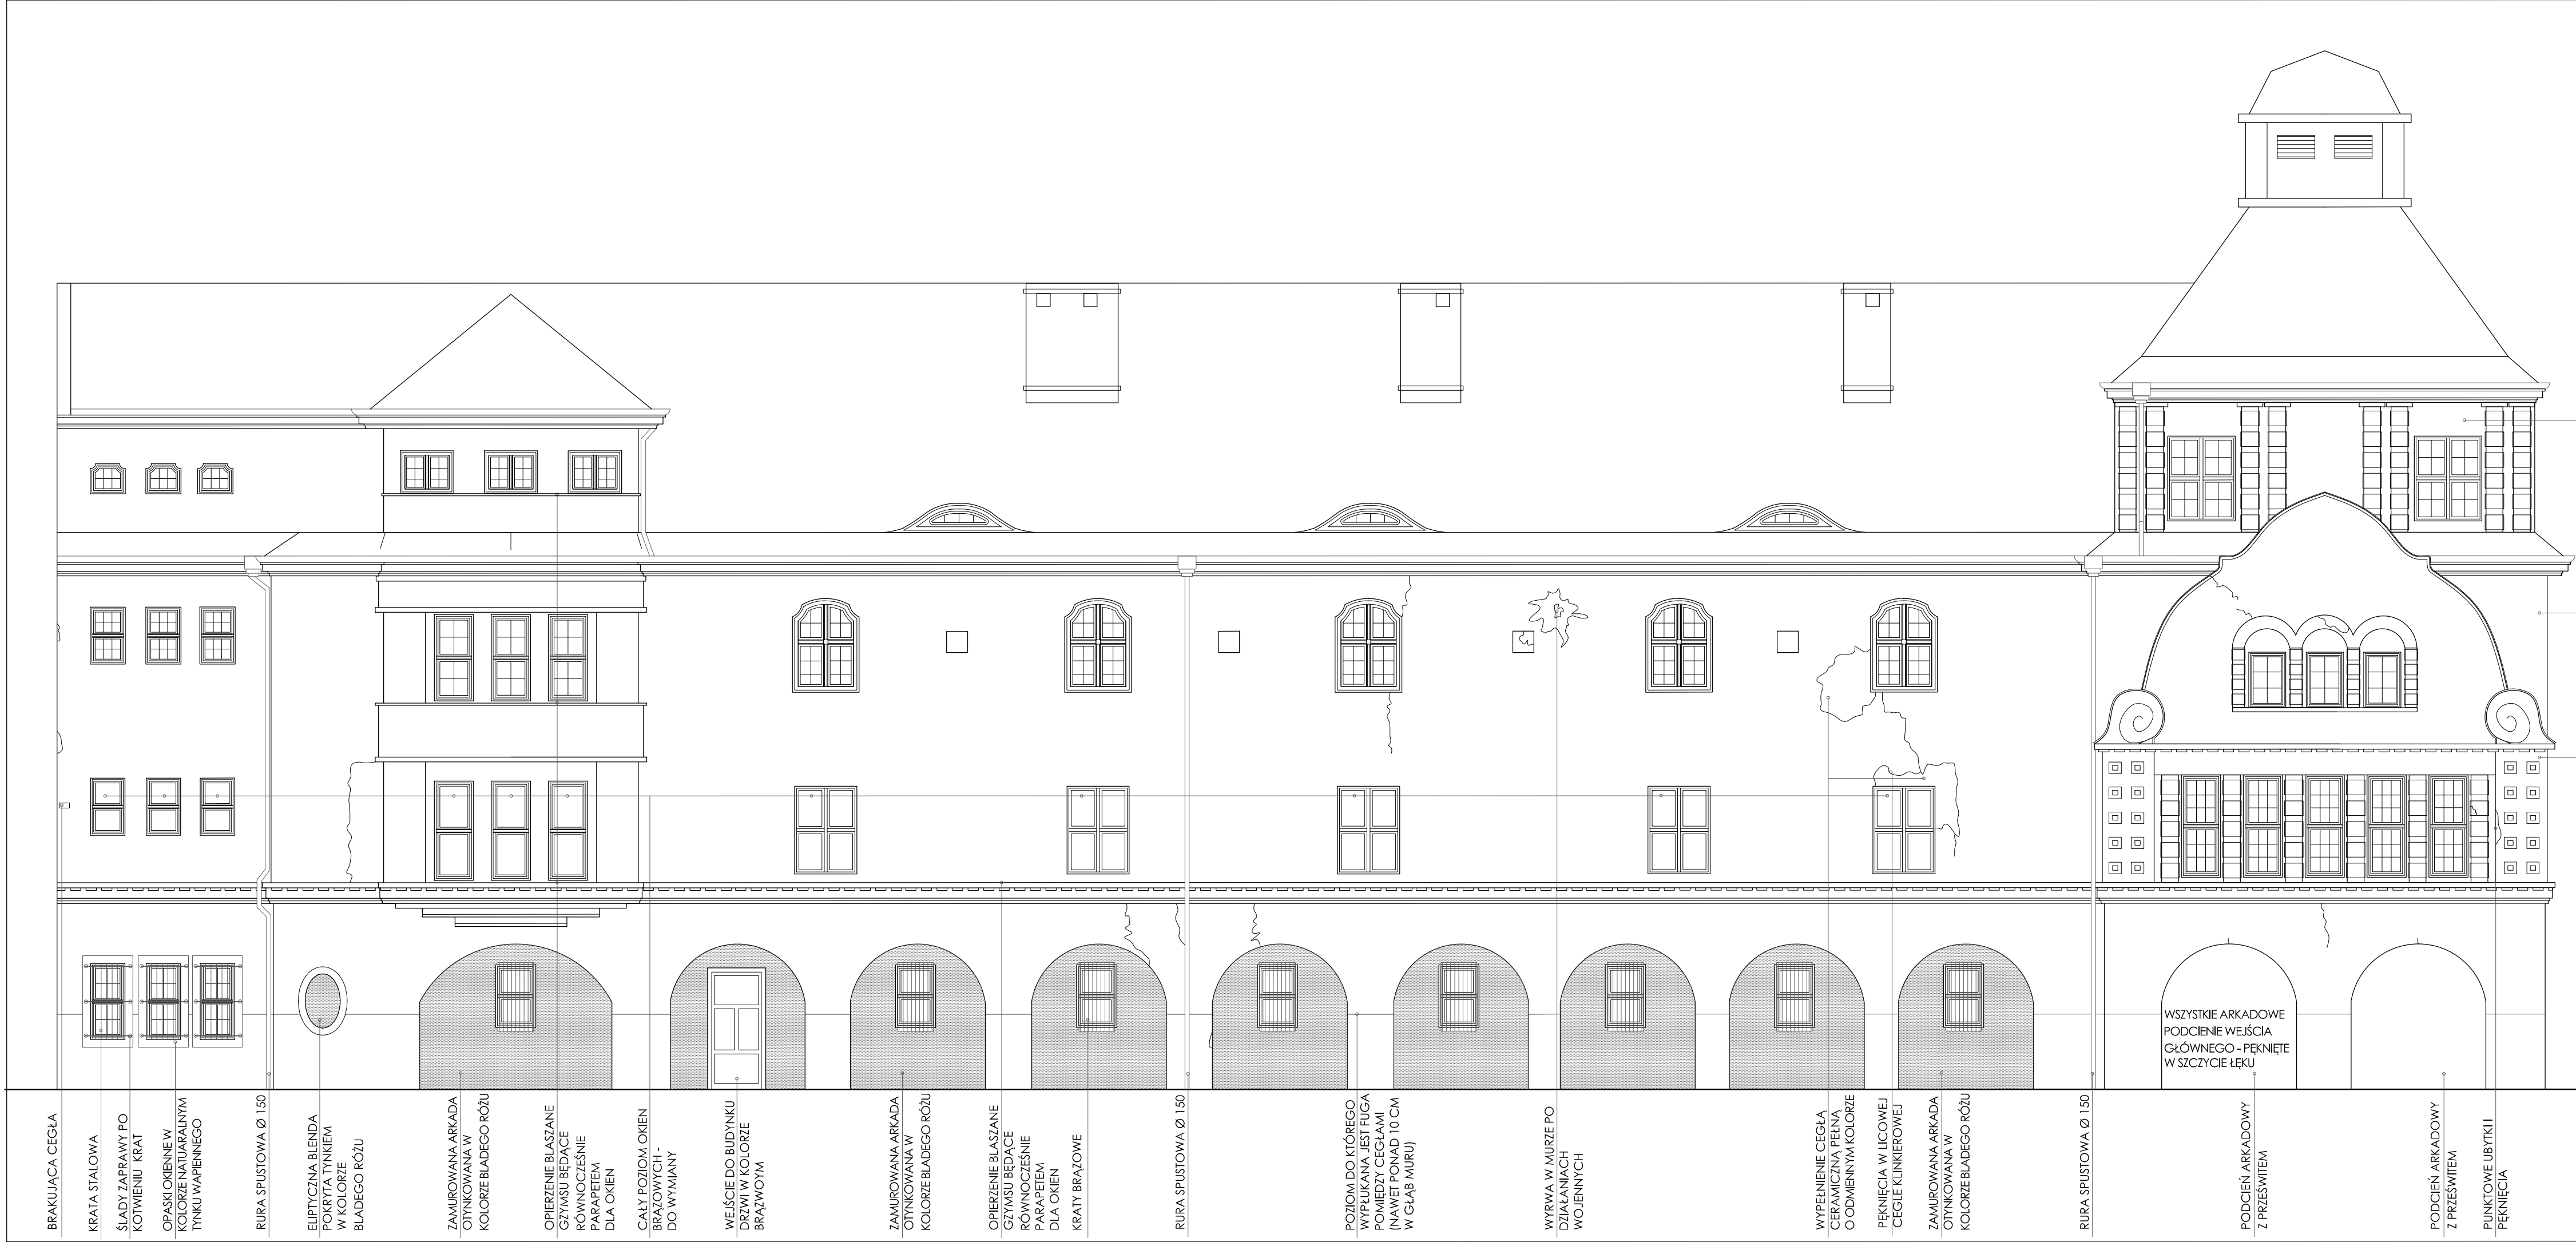 WSZYSTKIE ARKADOWE
PODCIENIE WEJŚCIA
GŁÓWNEGO - PĘKNIĘTE
W SZCZYCIE ŁĘKU
BRAKUJĄCA CEGŁA
KRATA STALOWA
ŚLADY ZAPRAWY PO
KOTWIENIU KRAT
OPASKI OKIENNE W
KOLORZE NATUARALNYM
TYNKU WAPIENNEGO
RURA SPUSTOWA Ø 150
ELIPTYCZNA BLENDA
POKRYTA TYNKIEM
W KOLORZE
BLADEGO RÓŻU
ZAMUROWANA ARKADA
OTYNKOWANA W
KOLORZE BLADEGO RÓŻU
OPIERZENIE BLASZANE
GZYMSU BĘDĄCE
RÓWNOCZEŚNIE
PARAPETEM
DLA OKIEN
CAŁY POZIOM OKIEN
BRĄZOWYCH -
DO WYMIANY
WEJŚCIE DO BUDYNKU
DRZWI W KOLORZE
BRĄZWOYM
ZAMUROWANA ARKADA
OTYNKOWANA W
KOLORZE BLADEGO RÓŻU
OPIERZENIE BLASZANE
GZYMSU BĘDĄCE
RÓWNOCZEŚNIE
PARAPETEM
DLA OKIEN
KRATY BRĄZOWE
RURA SPUSTOWA Ø 150
POZIOM DO KTÓREGO
WYPŁUKANA JEST FUGA
POMIĘDZY CEGŁAMI
(NAWET PONAD 10 CM
W GŁĄB MURU)
WYRWA W MURZE PO
DZIAŁANIACH
WOJENNYCH
WYPEŁNIENIE CEGŁĄ
CERAMICZNĄ PEŁNĄ
O ODMIENNYM KOLORZE
PĘKNIĘCIA W LICOWEJ
CEGLE KLINKIEROWEJ
ZAMUROWANA ARKADA
OTYNKOWANA W
KOLORZE BLADEGO RÓŻU
RURA SPUSTOWA Ø 150
PODCIEŃ ARKADOWY
Z PRZEŚWITEM
PODCIEŃ ARKADOWY
Z PRZEŚWITEM
PUNKTOWE UBYTKI I
PĘKNIĘCIA